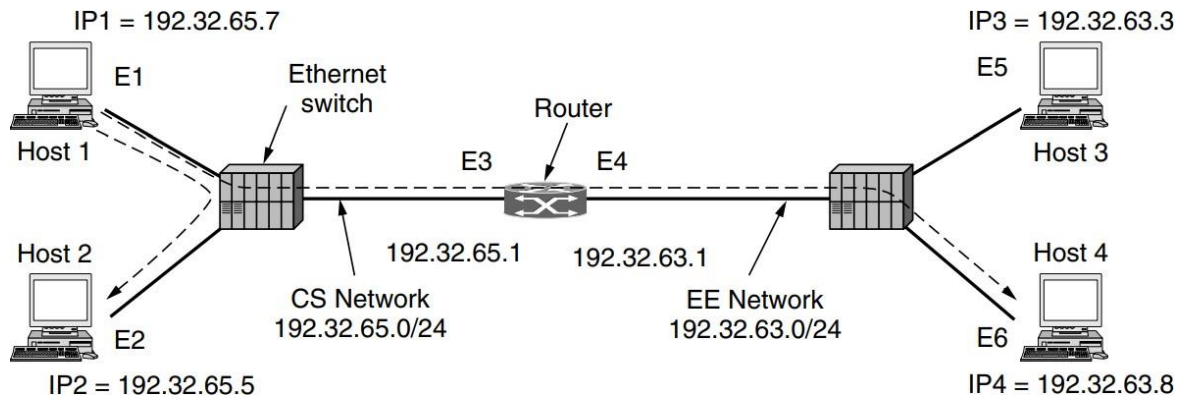 IP1 = 192.32.65.7
IP3 = 192.32.63.3
E1
Ethernet
switch
E5
Router
Host 1
E3
E4
Host 3
Host 2
192.32.65.1
192.32.63.1
Host 4
CS Network
192.32.65.0/24
EE Network
192.32.63.0/24
E2
E6
IP2 = 192.32.65.5
IP4 = 192.32.63.8